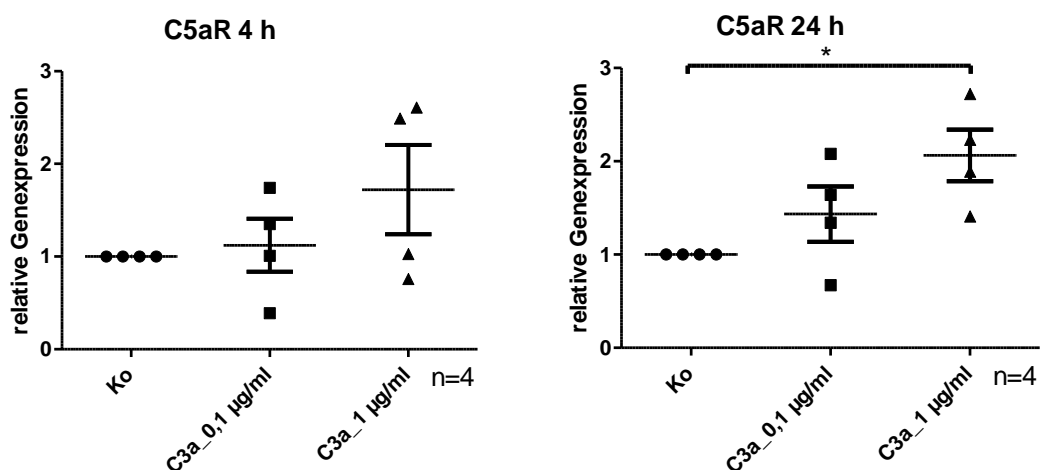 C5aR 4 h
relative Genexpression
3
2
1
0
Ko
C3a_0,1 µg/ml
C3a_1 µg/ml
n=4
C5aR 24 h
*
relative Genexpression
3
2
1
0
Ko
C3a_0,1 µg/ml
C3a_1 µg/ml
n=4